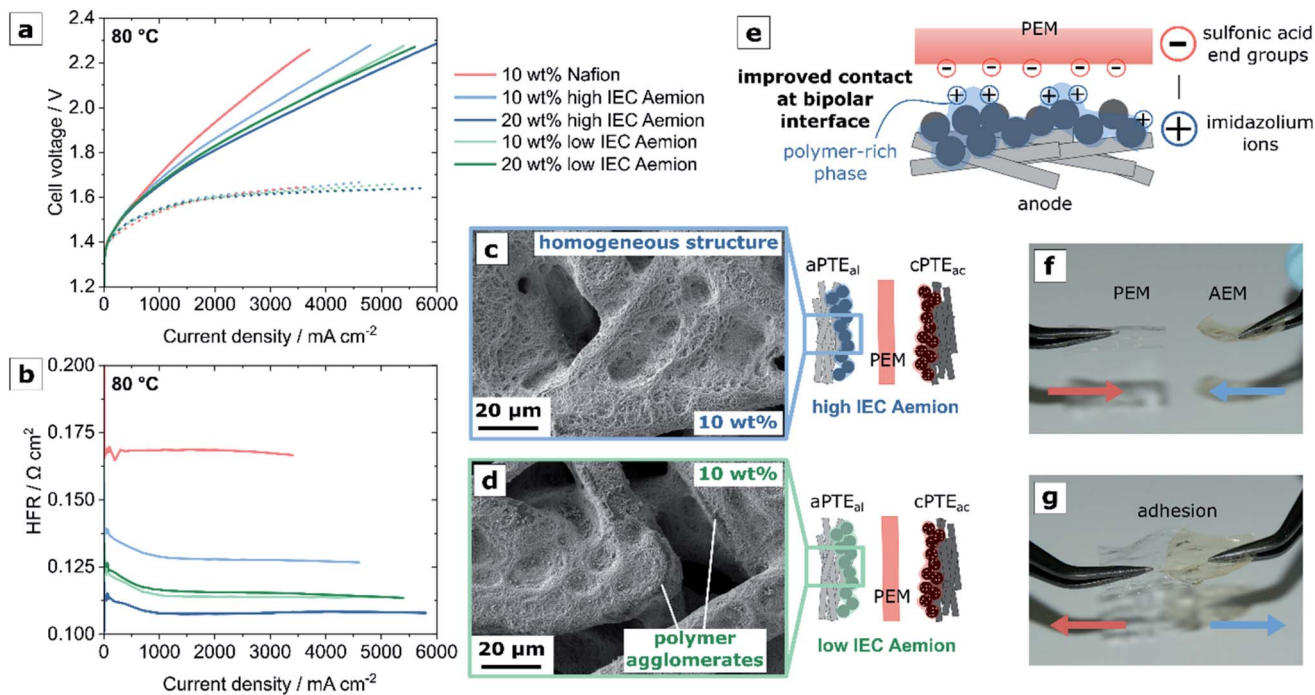 a
80 °C
2.4
2.2
2.0
1.8
1.6
1.4
1.2
Cell voltage / V
0 1000 2000 3000 4000 5000 6000
Current density / mA cm⁻²
10 wt% Nafion
10 wt% high IEC Aemion
20 wt% high IEC Aemion
10 wt% low IEC Aemion
20 wt% low IEC Aemion
b
80 °C
0.200
0.175
0.150
0.125
0.100
HFR / Ω cm²
0 1000 2000 3000 4000 5000 6000
Current density / mA cm⁻²
c
homogeneous structure
20 µm
10 wt%
aPTEal
cPTEac
PEM
high IEC Aemion
d
10 wt%
20 µm
polymer
agglomerates
aPTEal
cPTEac
PEM
low IEC Aemion
e
PEM
improved contact
at bipolar
interface
polymer-rich
phase
anode
sulfonic acid
end groups
imidazolium
ions
f
PEM
AEM
g
adhesion